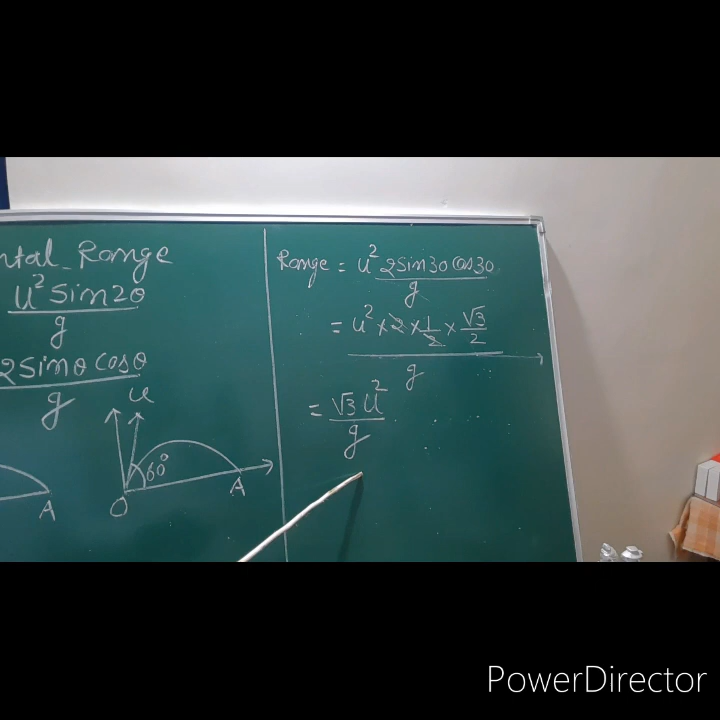 ntal Range
u² Sin2θ
g
2Sinθ cosθ
g
u
60°
O
A
A
Range = u² 2Sin30 Cos30
g
= u² × 2 × 1/2 × √3/2
g
= √3 u²
g
PowerDirector